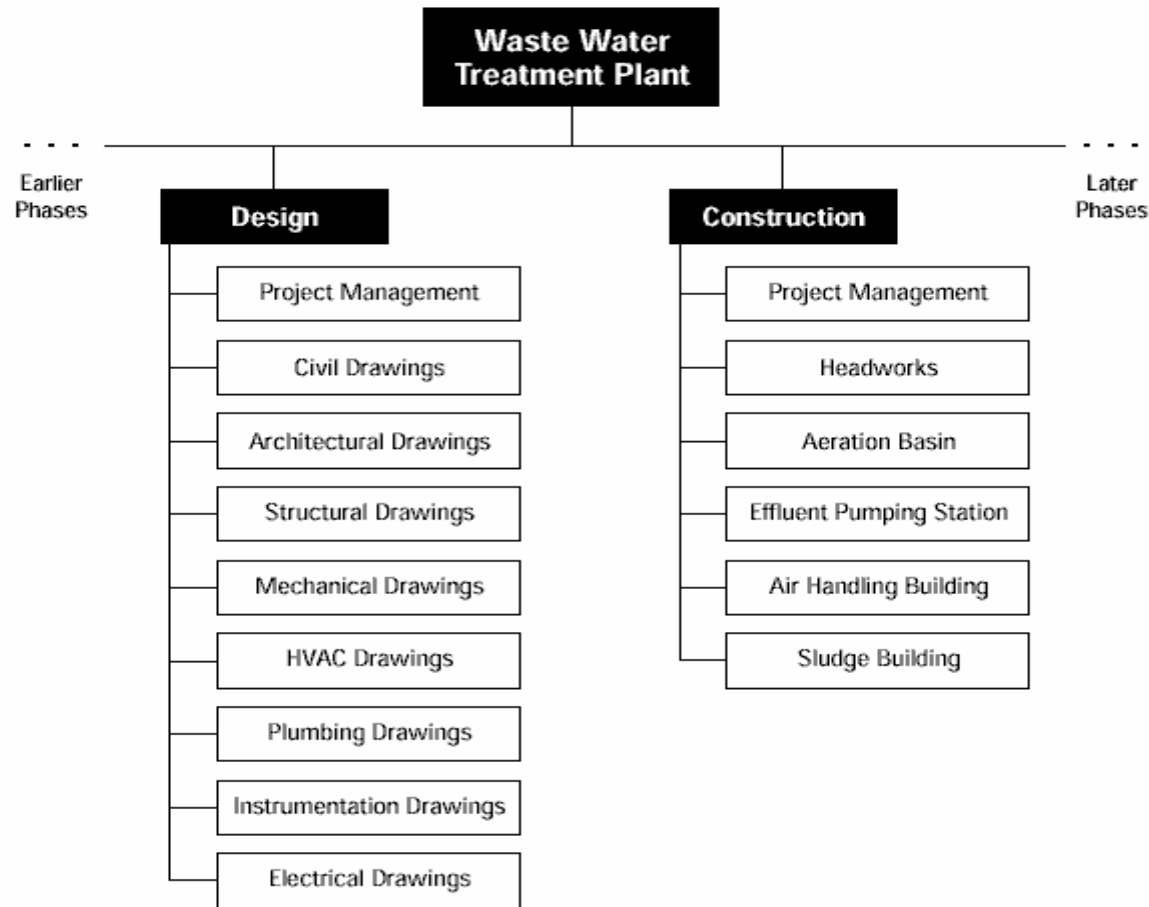 Waste Water
Treatment Plant
Earlier
Phases
Later
Phases
Design
Project Management
Civil Drawings
Architectural Drawings
Structural Drawings
Mechanical Drawings
HVAC Drawings
Plumbing Drawings
Instrumentation Drawings
Electrical Drawings
Construction
Project Management
Headworks
Aeration Basin
Effluent Pumping Station
Air Handling Building
Sludge Building